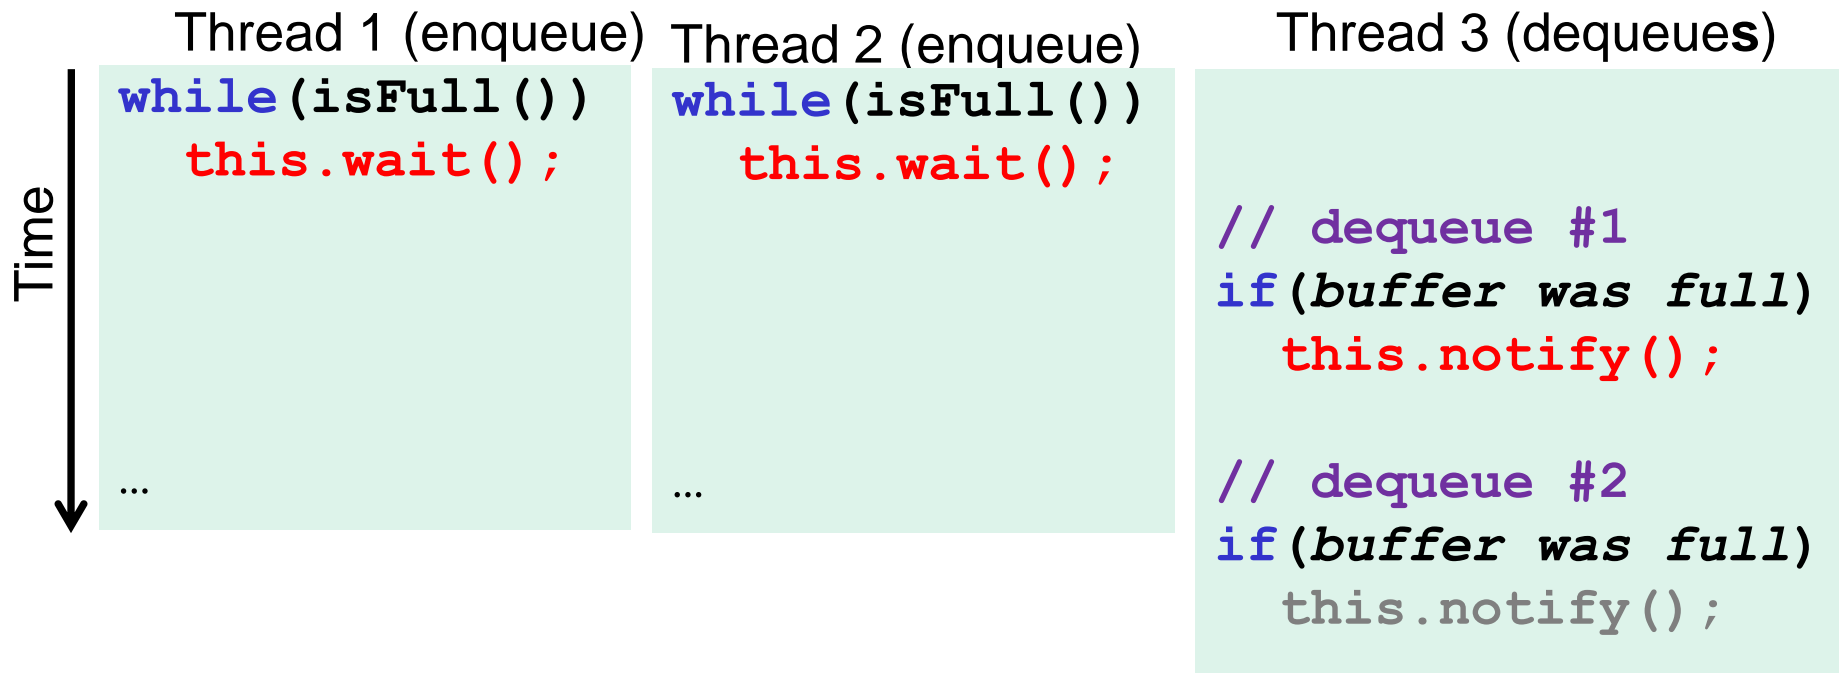 Time
Thread 1 (enqueue)
while(isFull())
this.wait();
...
Thread 2 (enqueue)
while(isFull())
this.wait();
...
Thread 3 (dequeues)
// dequeue #1
if(buffer was full)
this.notify();
// dequeue #2
if(buffer was full)
this.notify();